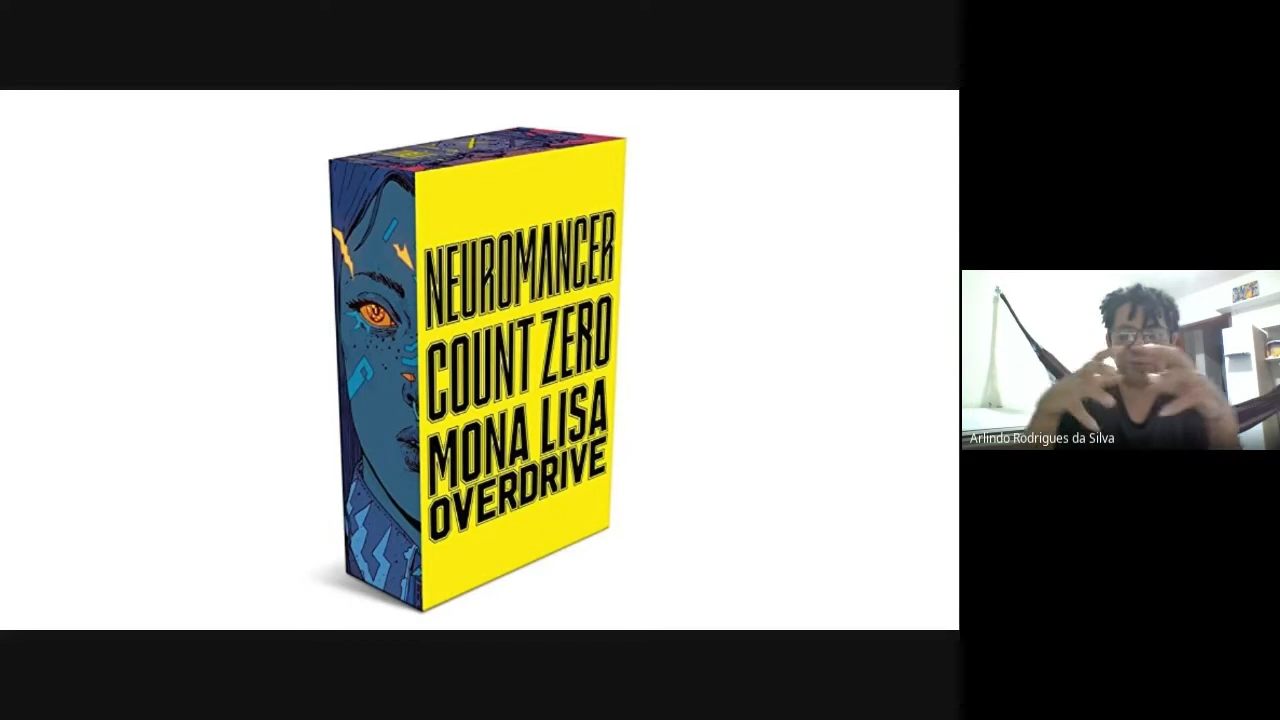 NEUROMANCER
COUNT ZERO
MONA LISA
OVERDRIVE
Arlindo Rodrigues da Silva